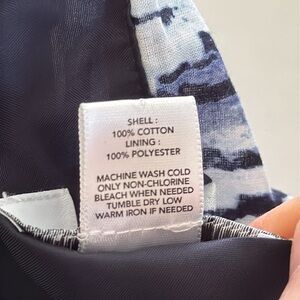 SHELL :
100% COTTON
LINING :
100% POLYESTER
MACHINE WASH COLD
ONLY NON-CHLORINE
BLEACH WHEN NEEDED
TUMBLE DRY LOW
WARM IRON IF NEEDED